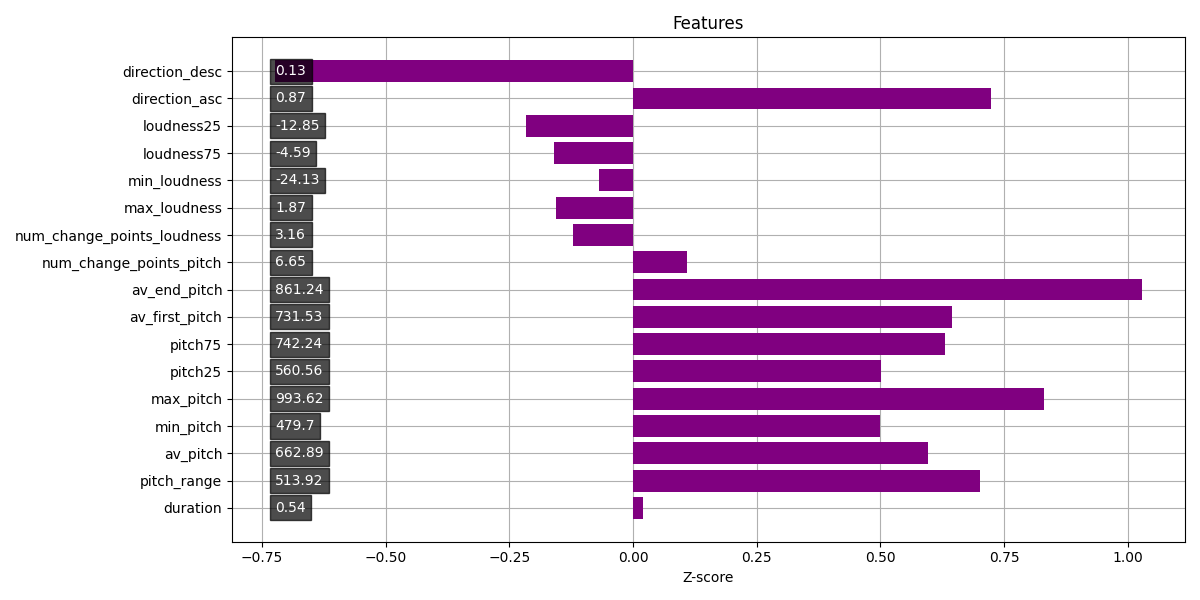 Features
direction_desc 0.13
direction_asc 0.87
loudness25 -12.85
loudness75 -4.59
min_loudness -24.13
max_loudness 1.87
num_change_points_loudness 3.16
num_change_points_pitch 6.65
av_end_pitch 861.24
av_first_pitch 731.53
pitch75 742.24
pitch25 560.56
max_pitch 993.62
min_pitch 479.7
av_pitch 662.89
pitch_range 513.92
duration 0.54
−0.75 −0.50 −0.25 0.00 0.25 0.50 0.75 1.00
Z-score